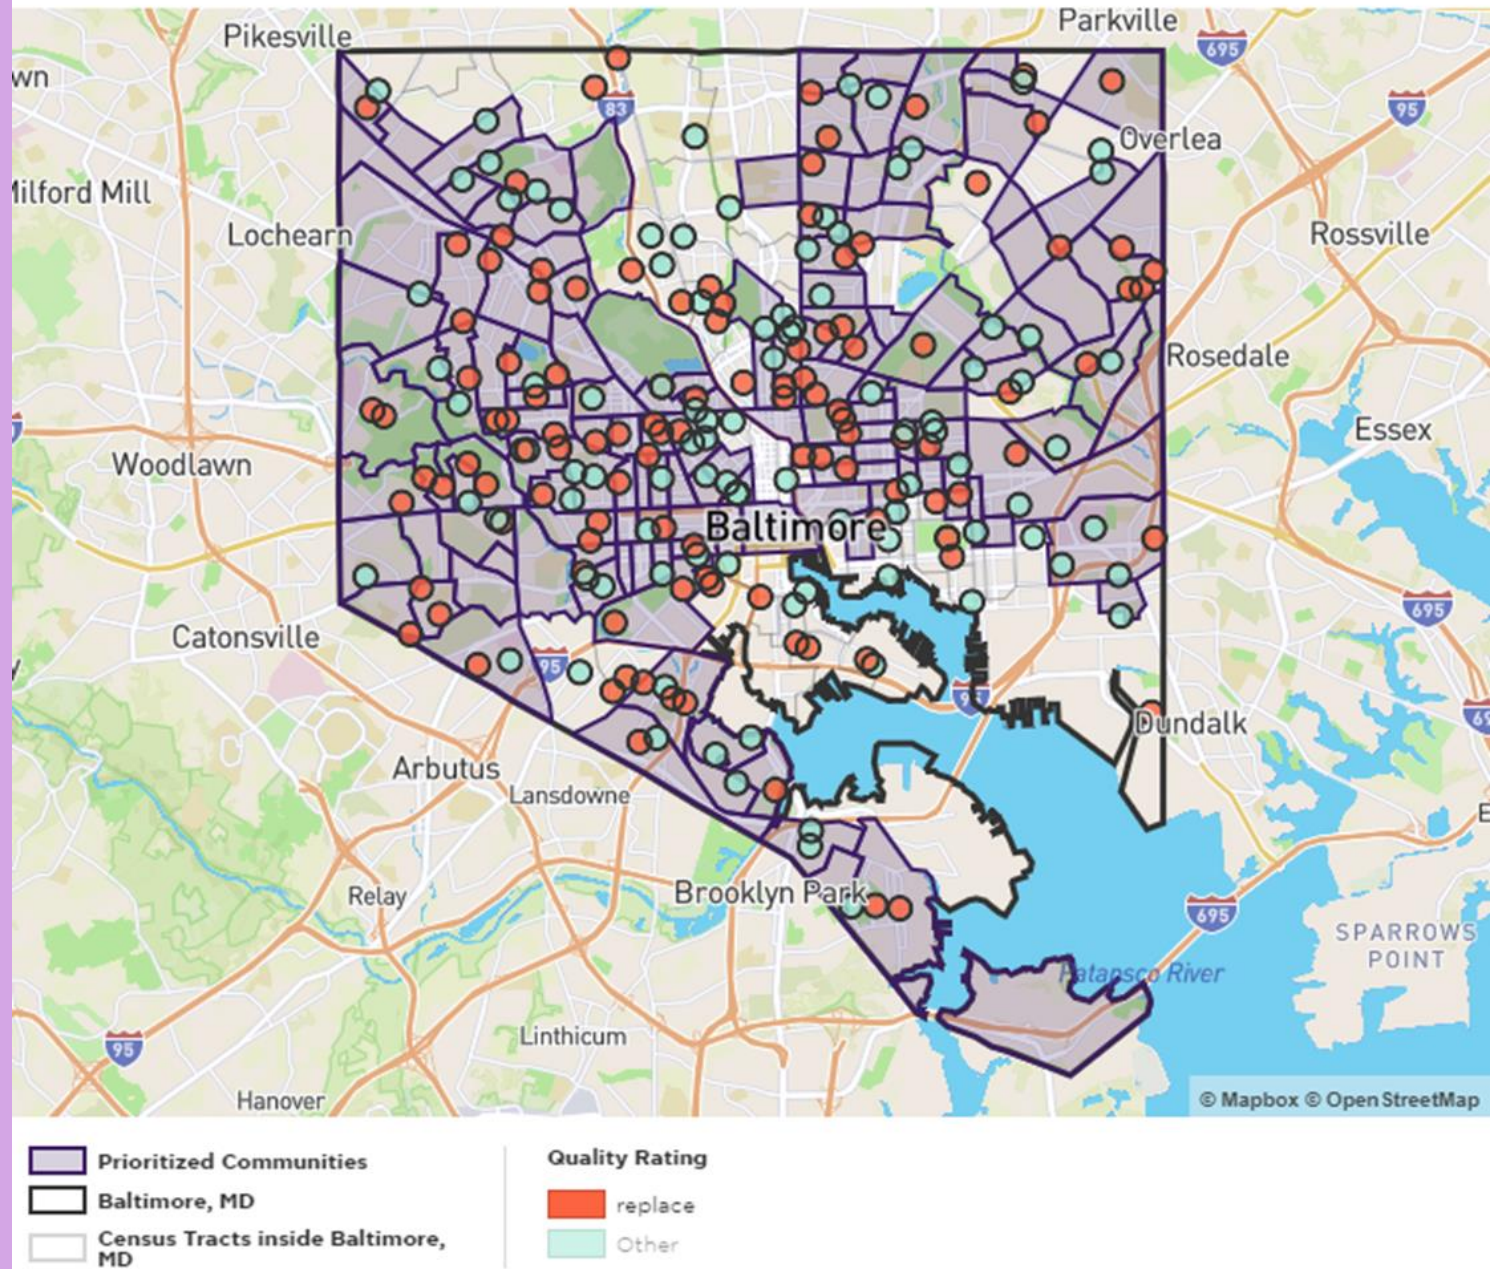 Pikesville
Parkville
695
wn
83
95
Overlea
Milford Mill
Lochearn
Rossville
Rosedale
Essex
Woodlawn
Baltimore
695
Catonsville
95
95
Dundalk
Arbutus
Lansdowne
Relay
Brooklyn Park
695
SPARROWS
POINT
Patapsco River
Linthicum
95
Hanover
© Mapbox © OpenStreetMap
Prioritized Communities
Baltimore, MD
Census Tracts inside Baltimore,
MD
Quality Rating
replace
Other